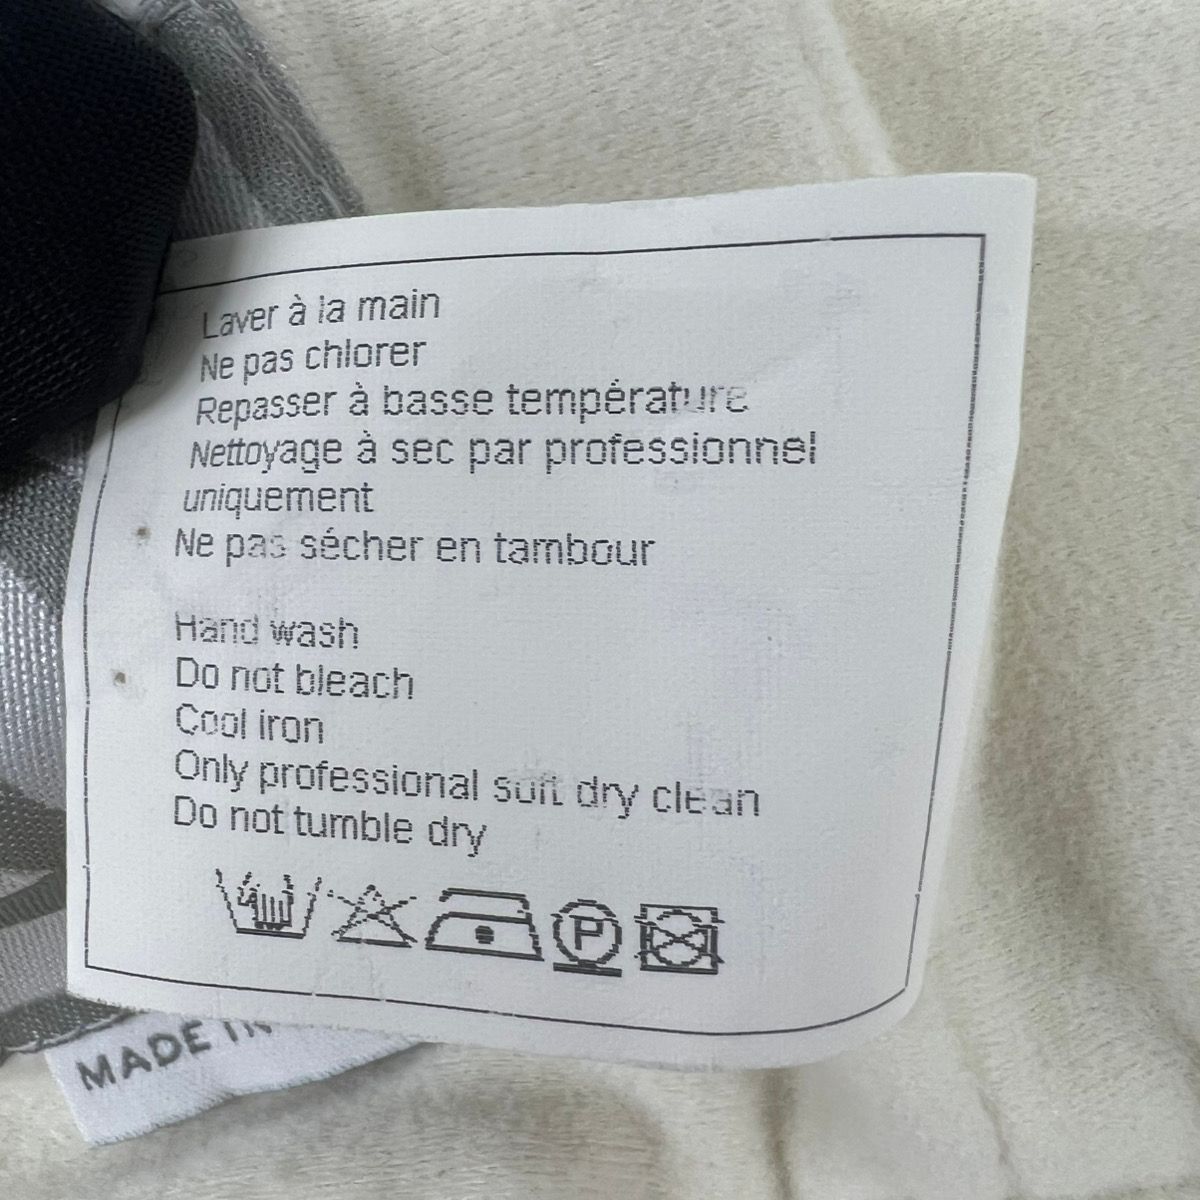 Laver à la main
Ne pas chlorer
Repasser à basse température
Nettoyage à sec par professionnel
uniquement
Ne pas sécher en tambour
Hand wash
Do not bleach
Cool iron
Only professional soft dry clean
Do not tumble dry
P
MADE IN